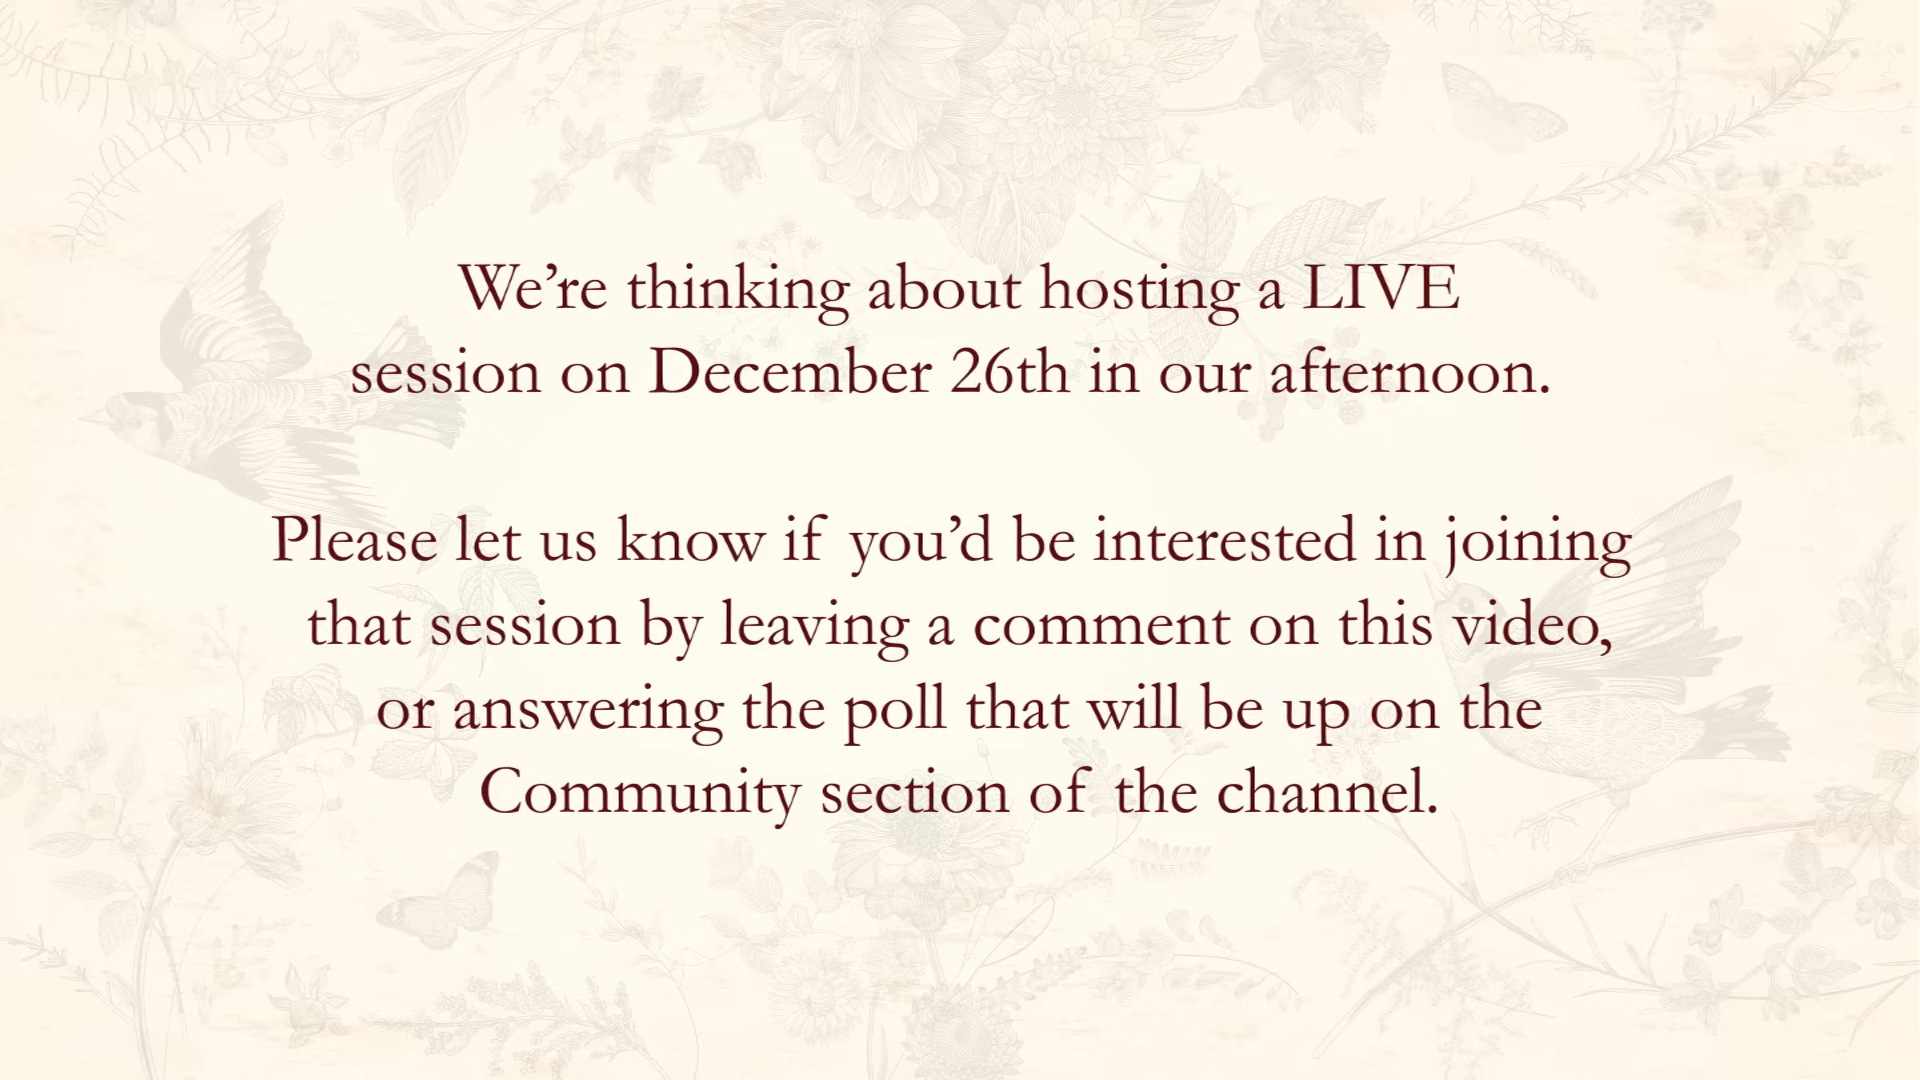 We’re thinking about hosting a LIVE
session on December 26th in our afternoon.
Please let us know if you’d be interested in joining
that session by leaving a comment on this video,
or answering the poll that will be up on the
Community section of the channel.